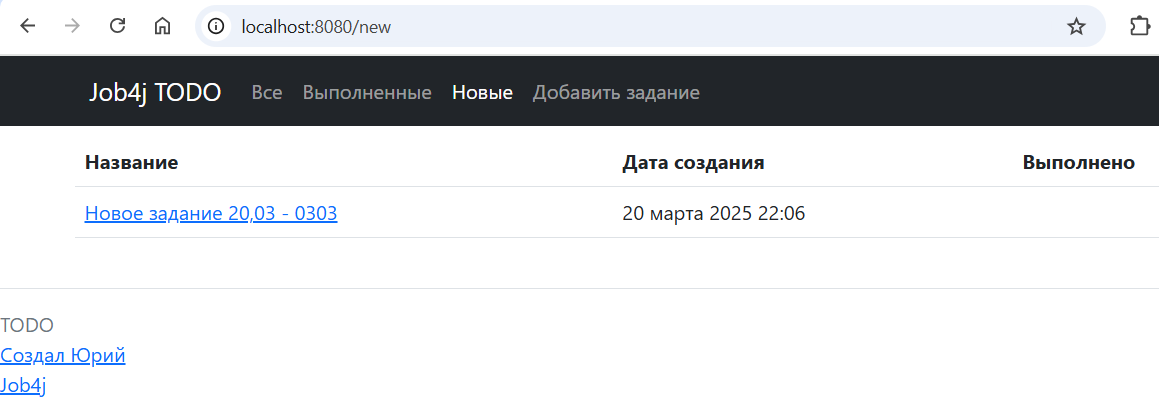 localhost:8080/new
Job4j TODO Все Выполненные Новые Добавить задание
Название Дата создания Выполнено
Новое задание 20,03 - 0303 20 марта 2025 22:06
TODO
Создал Юрий
Job4j